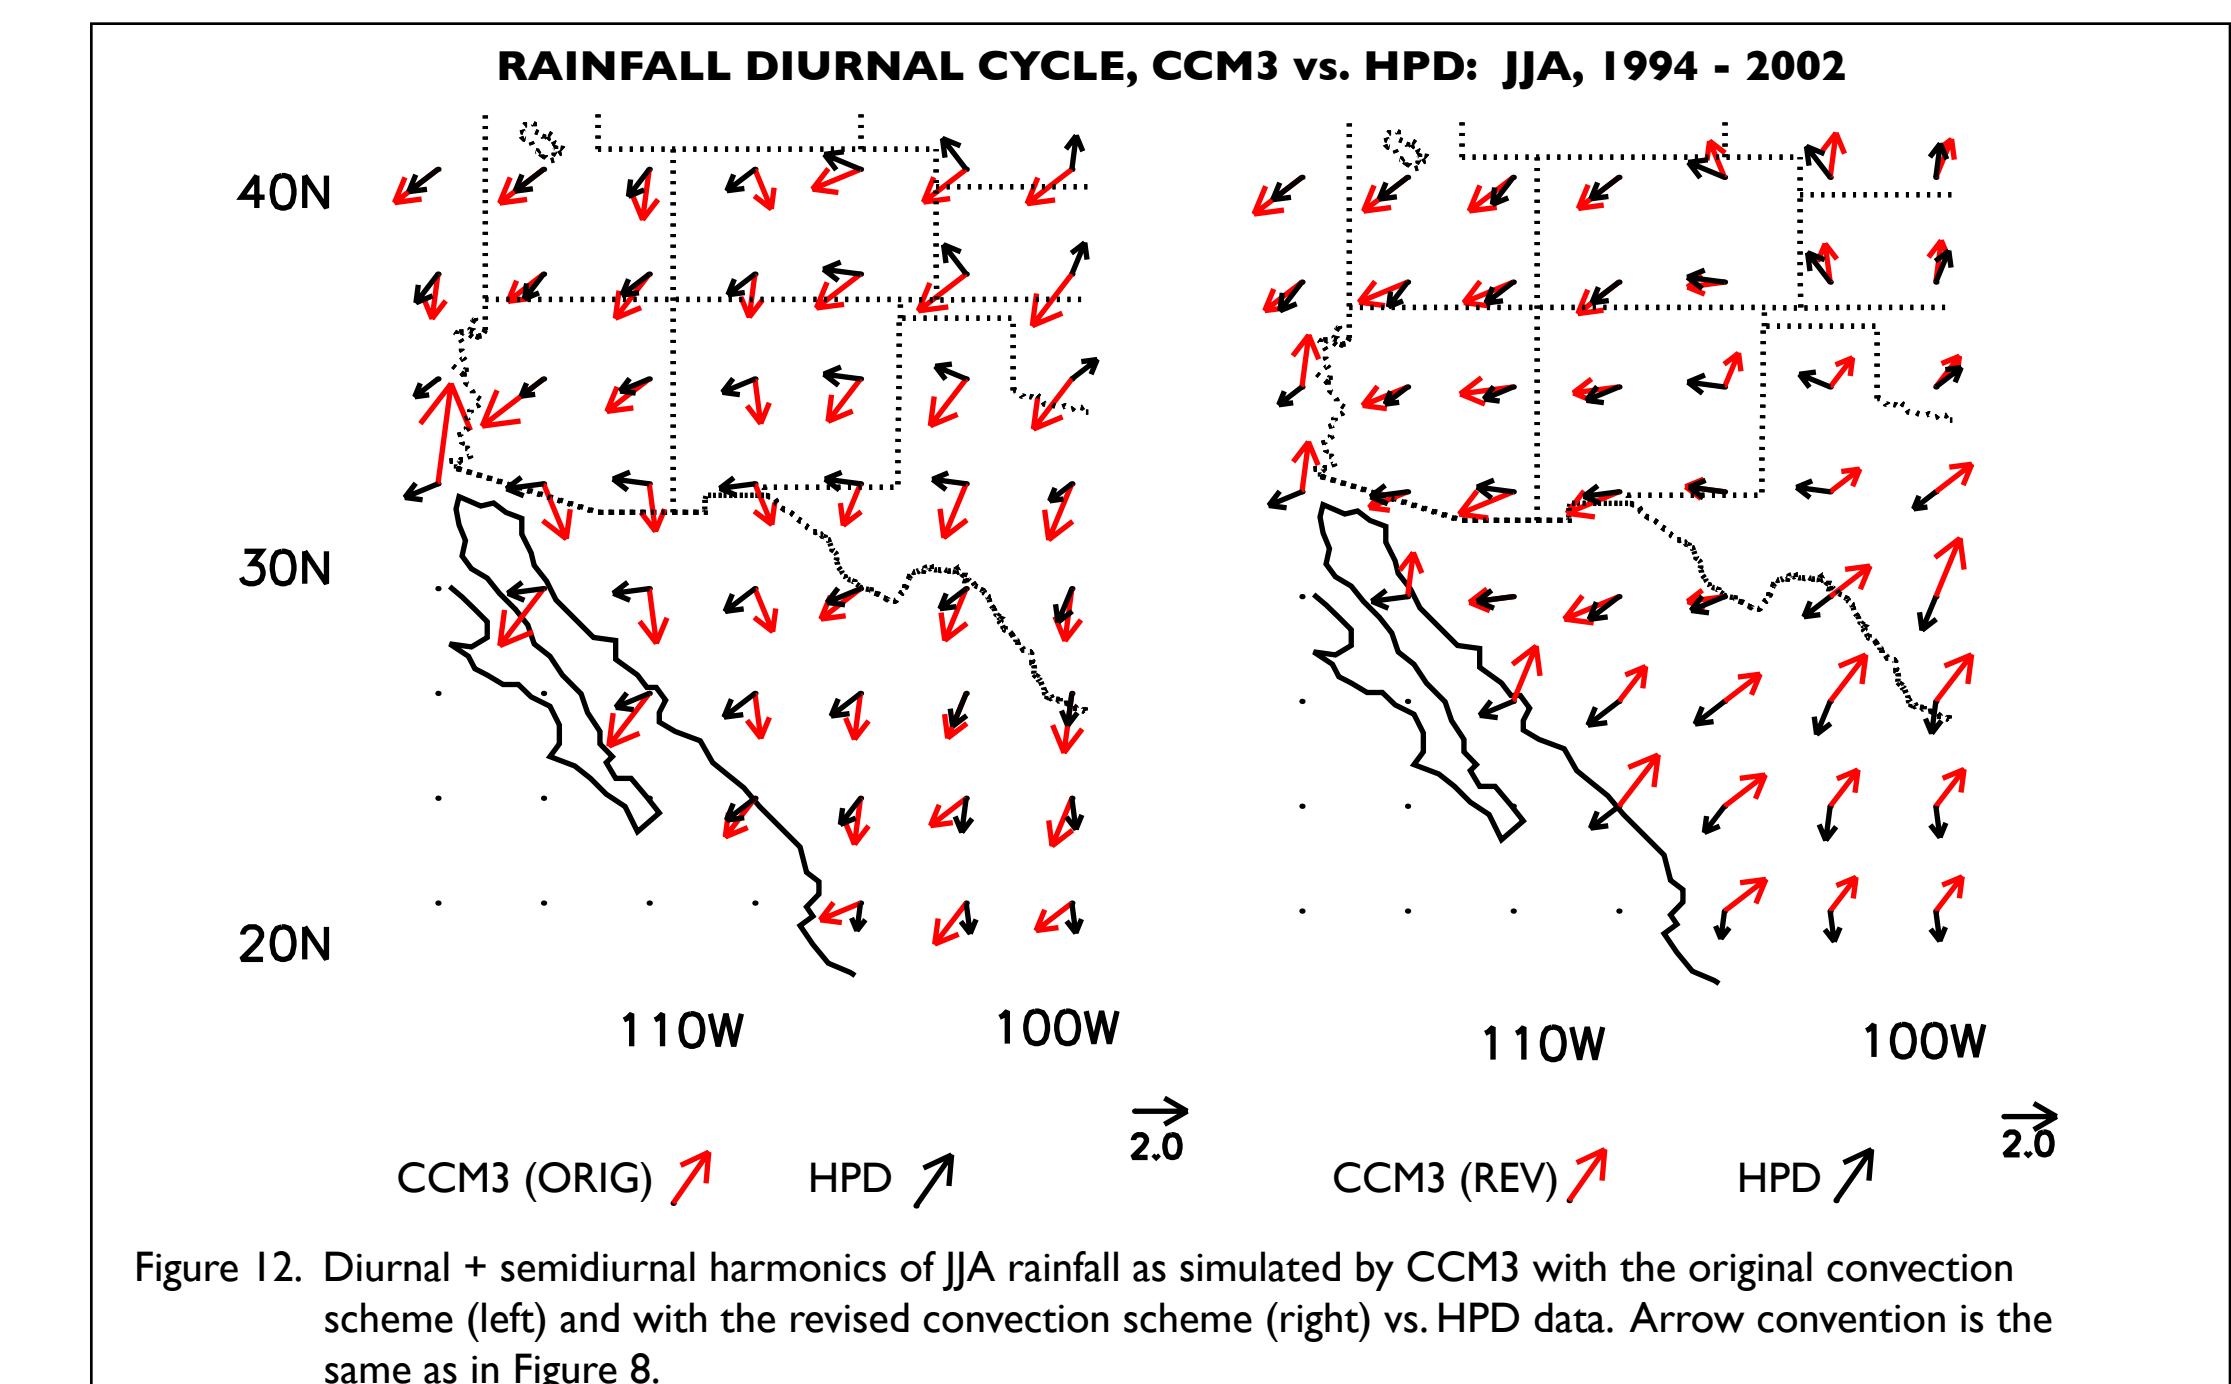 RAINFALL DIURNAL CYCLE, CCM3 vs. HPD: JJA, 1994 - 2002
40N
30N
20N
110W
100W
110W
100W
2.0
2.0
CCM3 (ORIG)
HPD
CCM3 (REV)
HPD
Figure 12. Diurnal + semidiurnal harmonics of JJA rainfall as simulated by CCM3 with the original convection
scheme (left) and with the revised convection scheme (right) vs. HPD data. Arrow convention is the
same as in Figure 8.